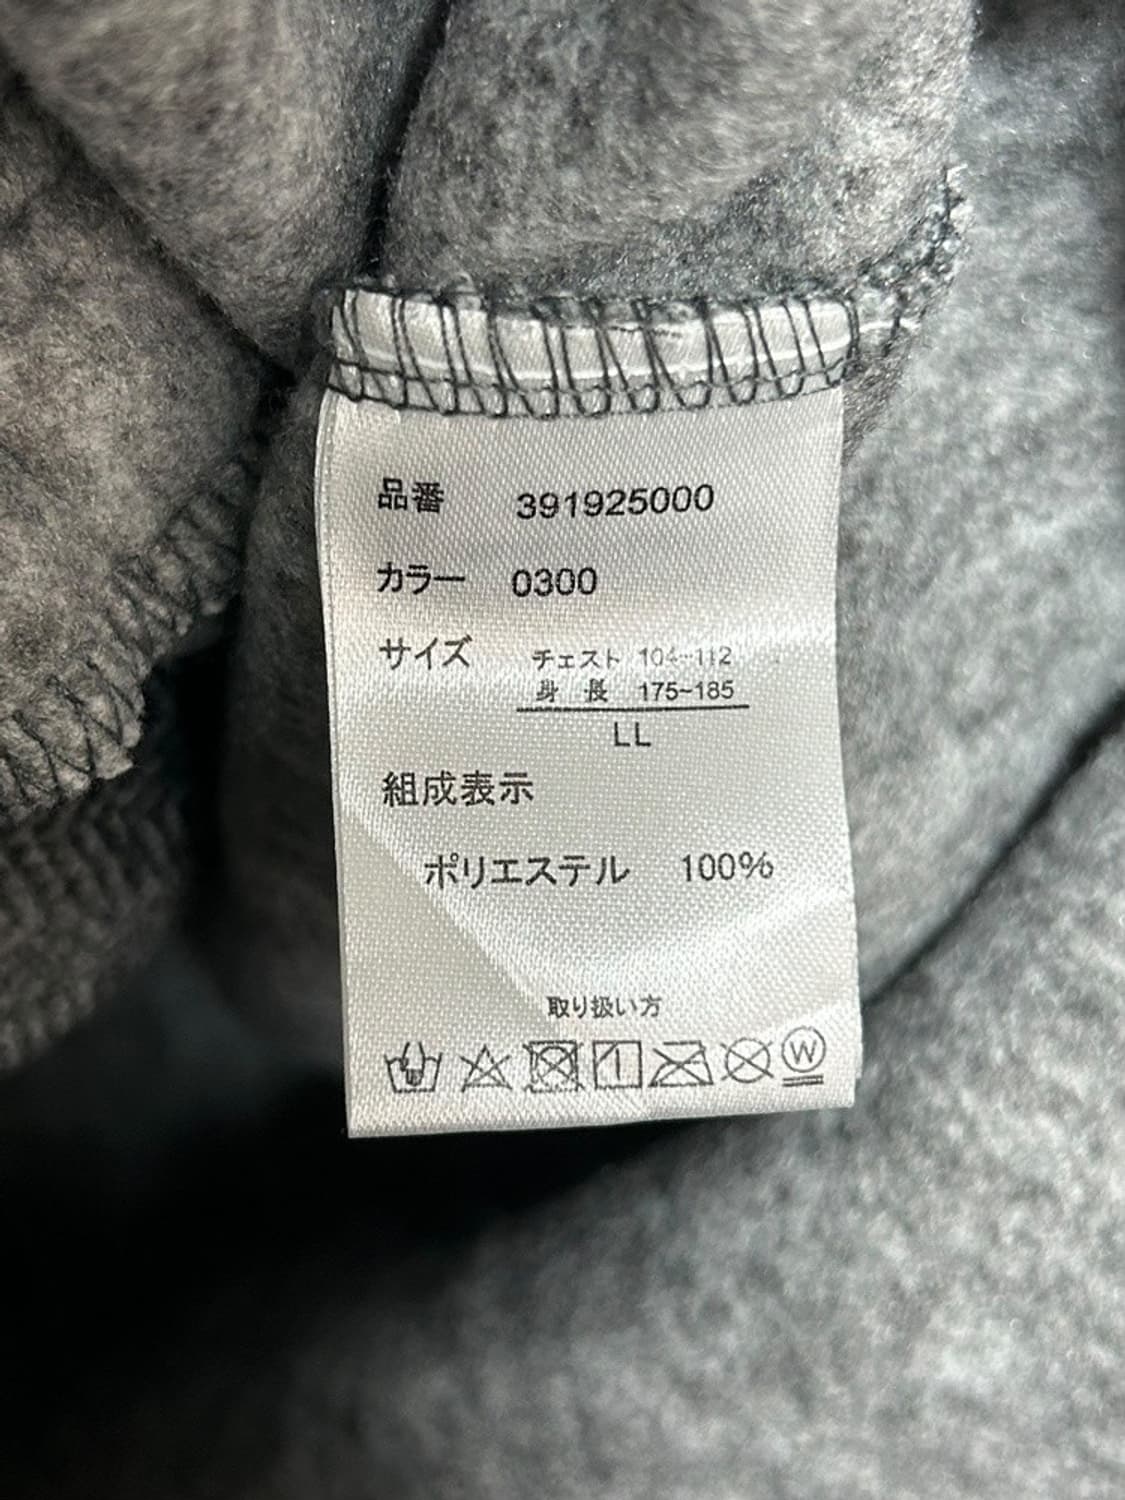 品番 391925000
カラー 0300
サイズ チェスト 104~112
身長 175~185
LL
組成表示
ポリエステル 100%
取り扱い方
W